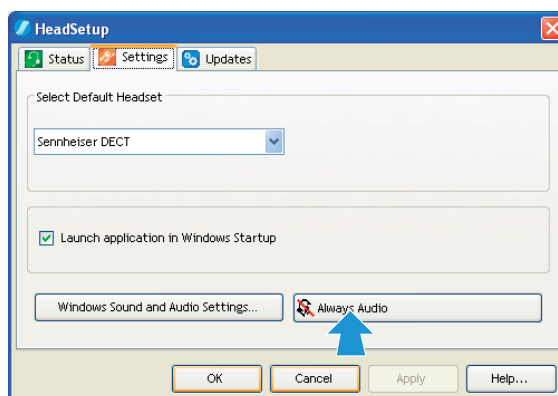 HeadSetup
Status Settings Updates
Select Default Headset
Sennheiser DECT
Launch application in Windows Startup
Windows Sound and Audio Settings... Always Audio
OK Cancel Apply Help...